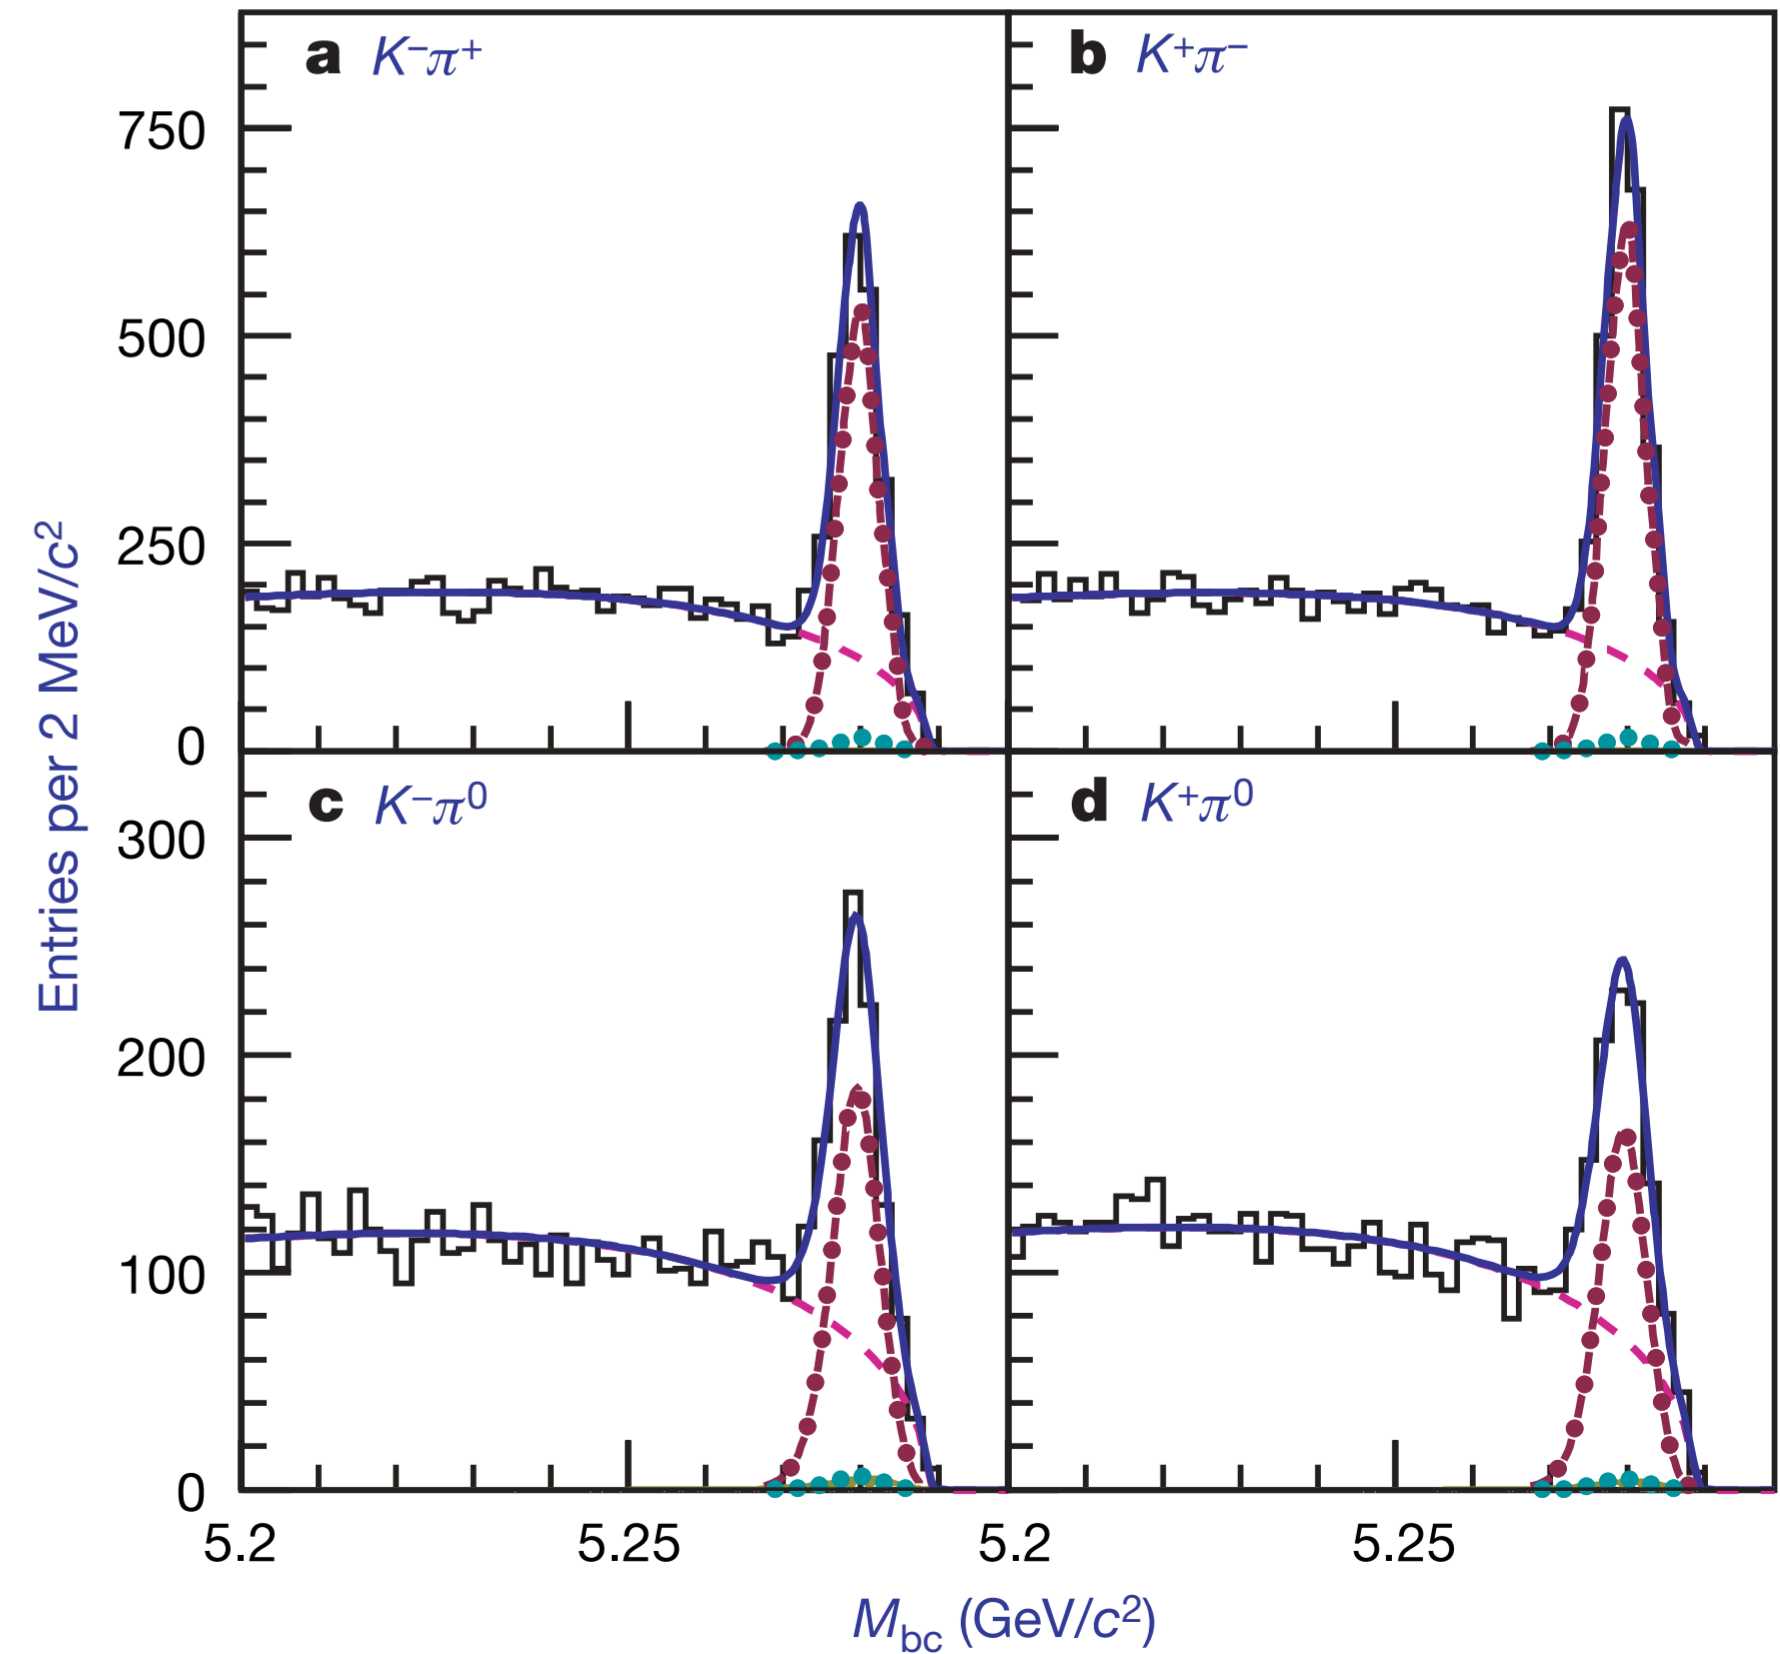 a K⁻π⁺
b K⁺π⁻
750
500
250
0
c K⁻π⁰
d K⁺π⁰
300
200
100
0
Entries per 2 MeV/c²
5.2 5.25 5.2 5.25
M_bc (GeV/c²)